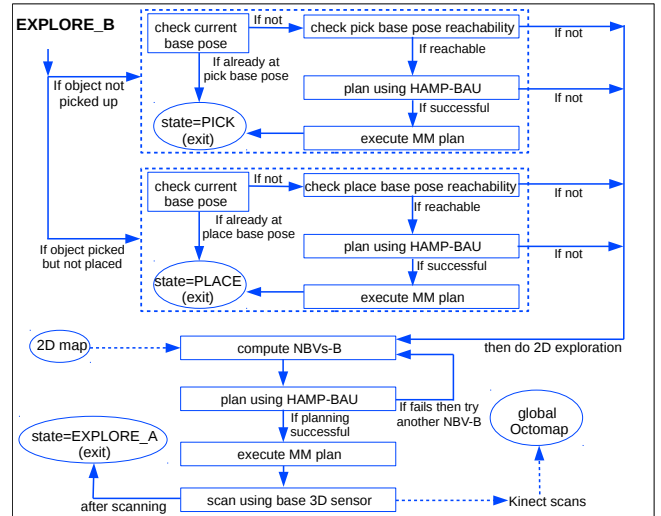 EXPLORE_B
check current
base pose
If not
check pick base pose reachability
If not
If object not
picked up
If already at
pick base pose
If reachable
plan using HAMP-BAU
If not
state=PICK
(exit)
If successful
execute MM plan
check current
base pose
If not
check place base pose reachability
If not
If already at
place base pose
If reachable
If object picked
but not placed
plan using HAMP-BAU
If not
state=PLACE
(exit)
If successful
execute MM plan
2D map
compute NBVs-B
then do 2D exploration
plan using HAMP-BAU
If fails then try
another NBV-B
global
Octomap
state=EXPLORE_A
(exit)
If planning
successful
execute MM plan
after scanning
scan using base 3D sensor
Kinect scans